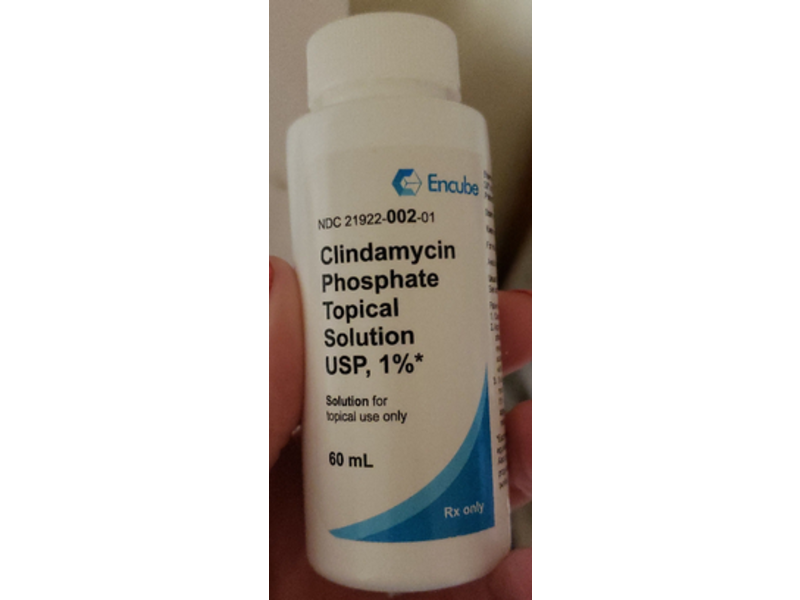 Encube
NDC 21922-002-01
Clindamycin
Phosphate
Topical
Solution
USP, 1%*
Solution for
topical use only
60 mL
Rx only